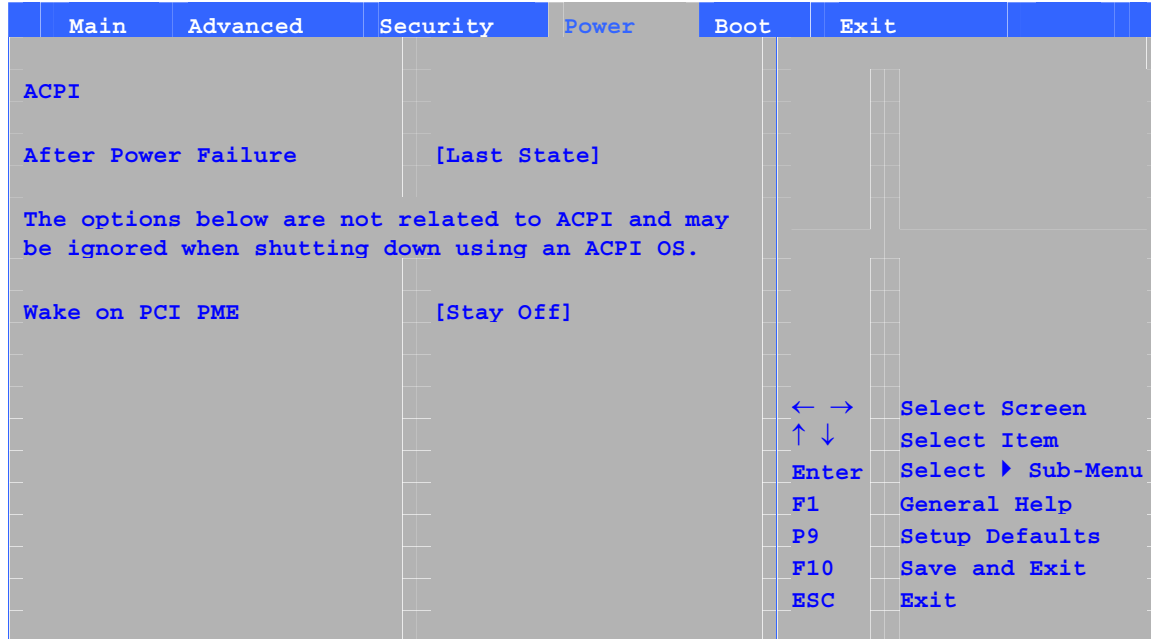 Main Advanced Security Power Boot Exit
ACPI
After Power Failure [Last State]
The options below are not related to ACPI and may
be ignored when shutting down using an ACPI OS.
Wake on PCI PME [Stay Off]
← → Select Screen
↑ ↓ Select Item
Enter Select ▶ Sub-Menu
F1 General Help
P9 Setup Defaults
F10 Save and Exit
ESC Exit